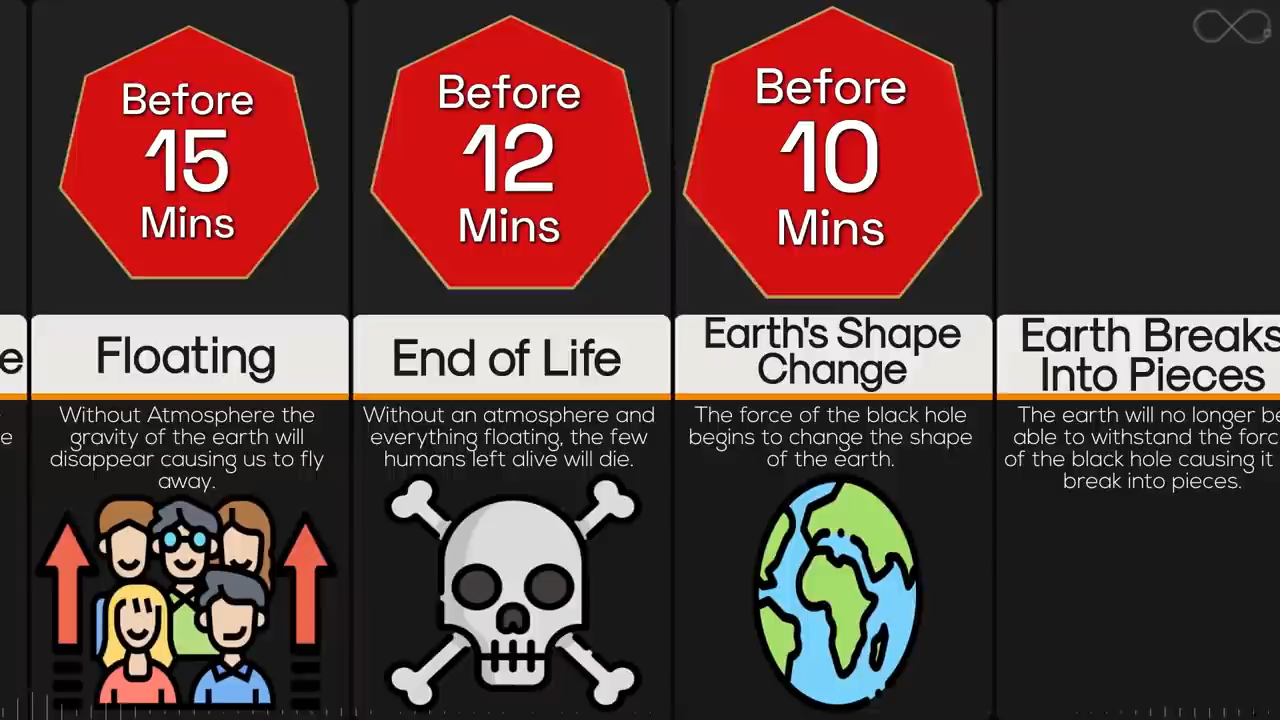 Before
15
Mins
Floating
Without Atmosphere the
gravity of the earth will
disappear causing us to fly
away.
Before
12
Mins
End of Life
Without an atmosphere and
everything floating, the few
humans left alive will die.
Before
10
Mins
Earth's Shape
Change
The force of the black hole
begins to change the shape
of the earth.
Earth Breaks
Into Pieces
The earth will no longer be
able to withstand the forc
of the black hole causing it
break into pieces.